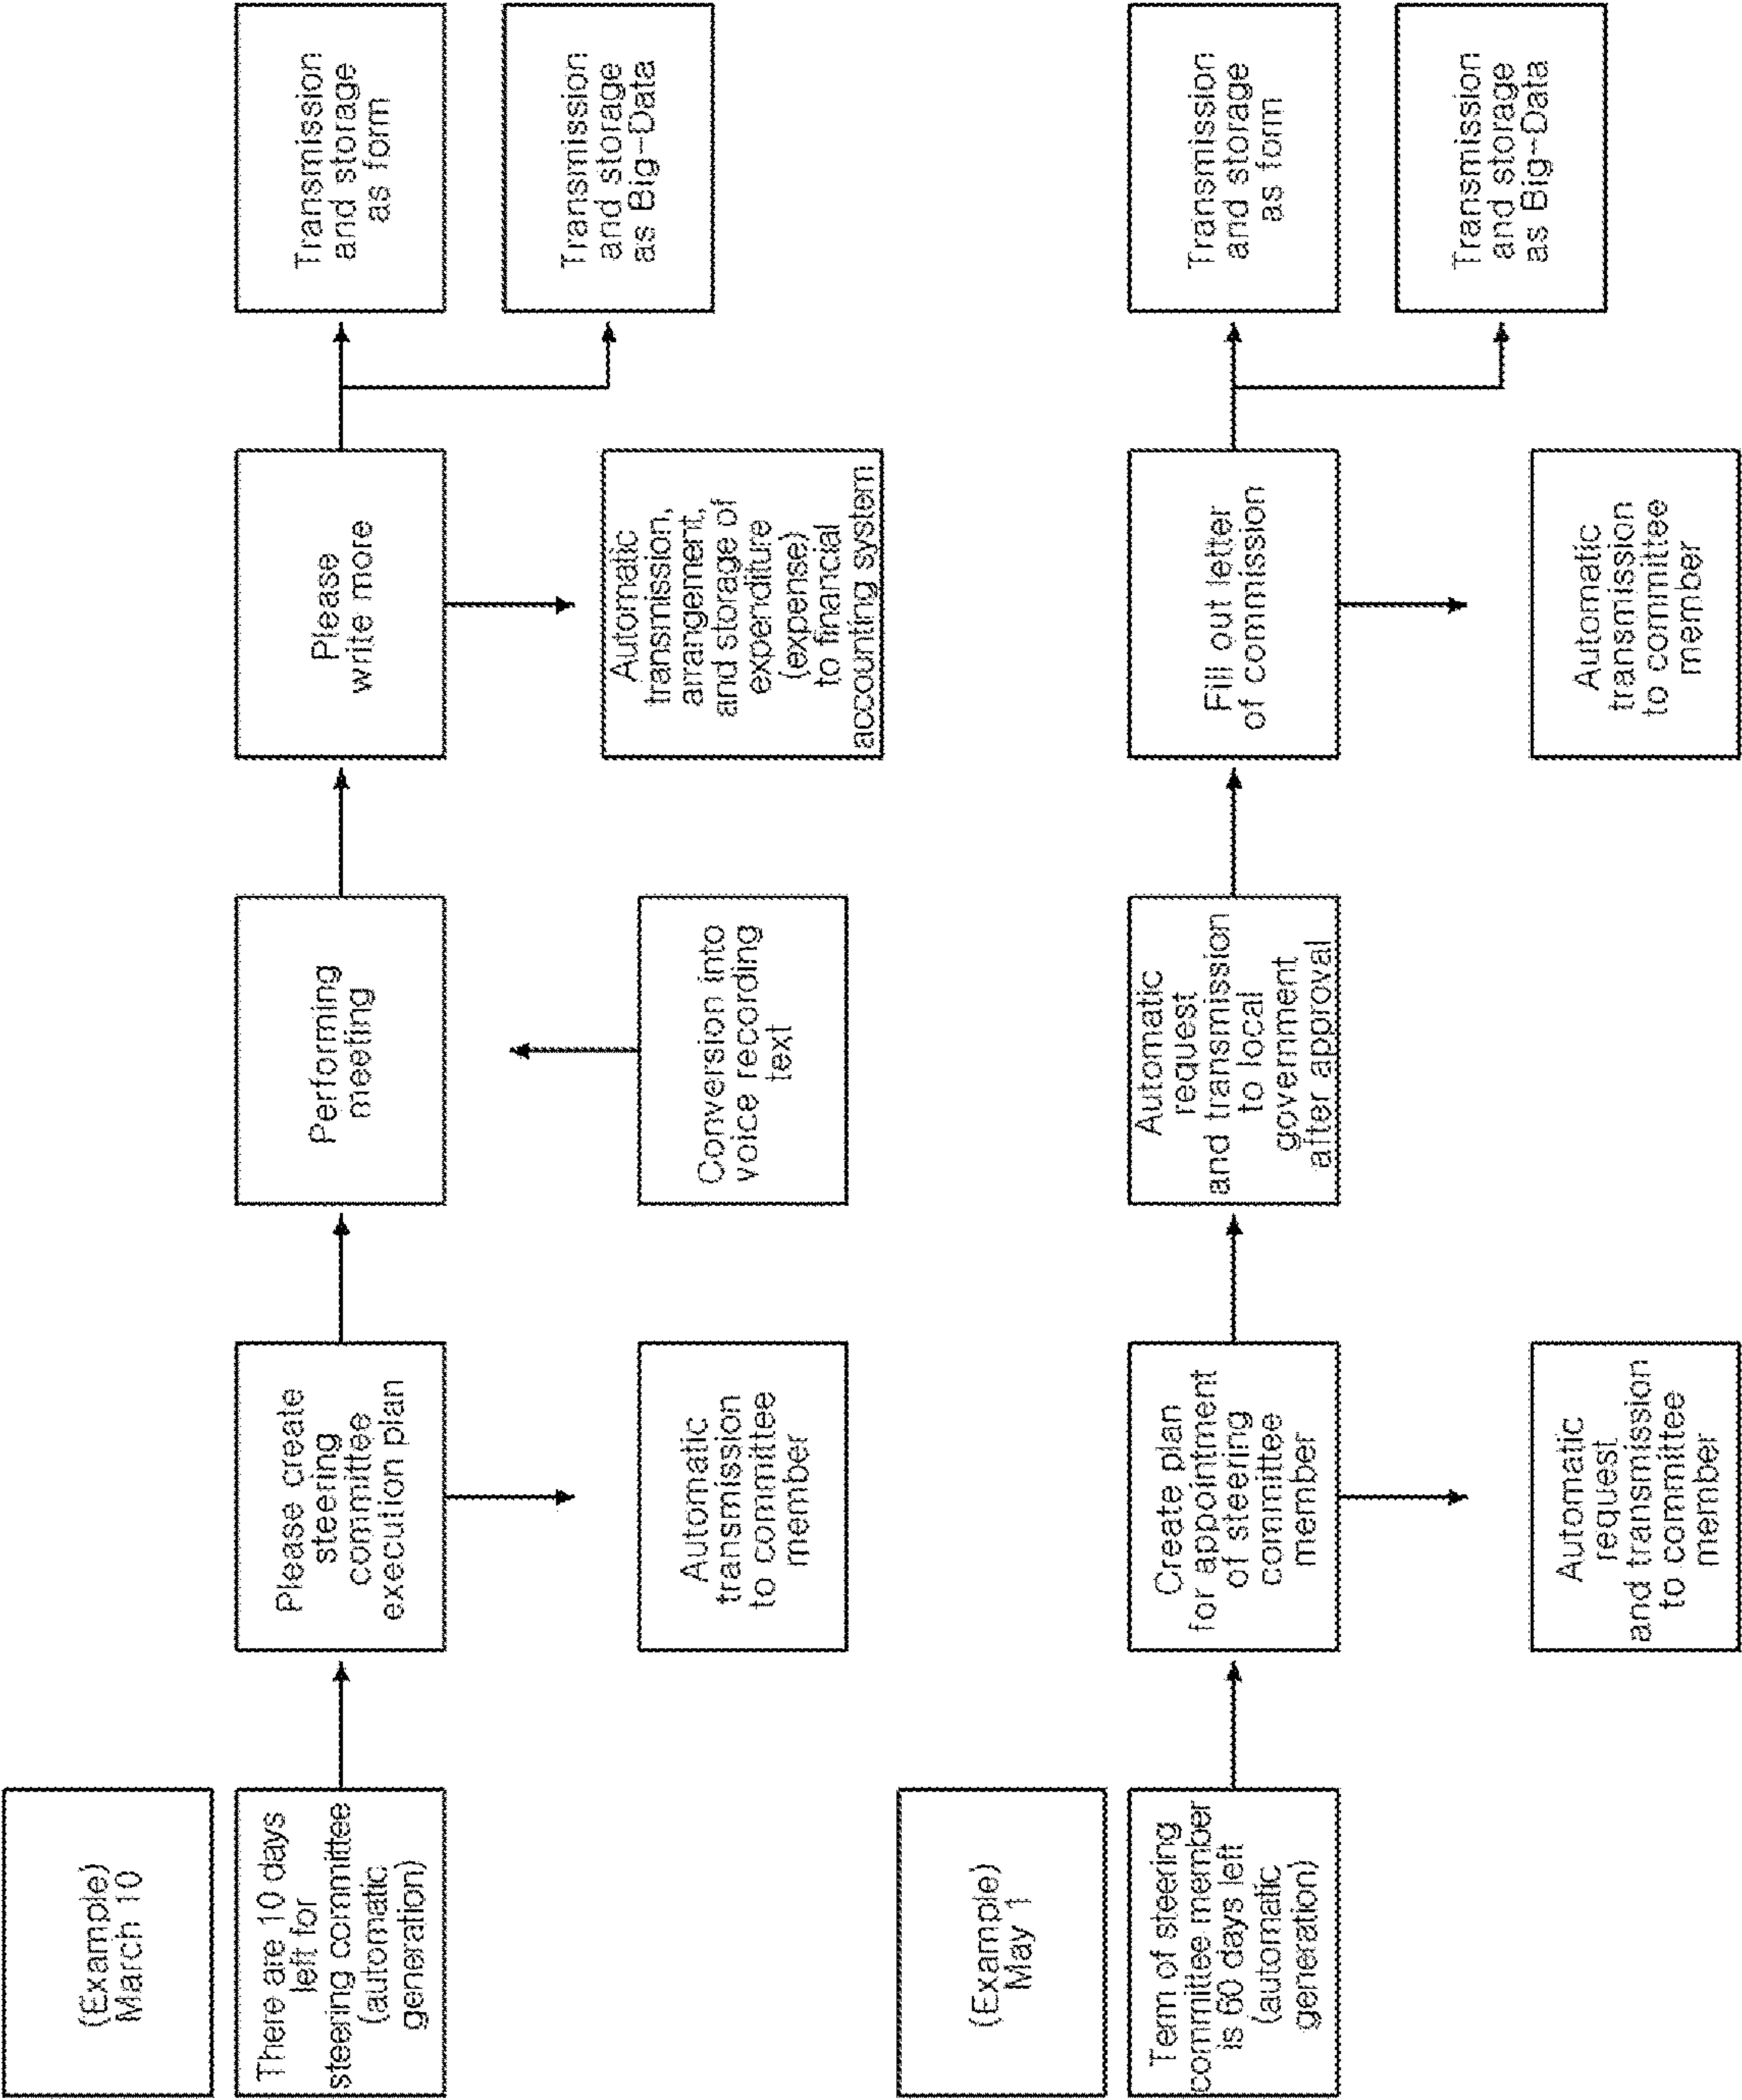 (Example)
March 10
There are 10 days
left for
steering committee
(automatic
generation)
Please create
steering
committee
execution plan
Automatic
transmission
to committee
member
Performing
meeting
Conversion into
voice recording
text
Please
write more
Automatic
transmission,
arrangement,
and storage of
expenditure
(expense)
to financial
accounting system
Transmission
and storage
as form
Transmission
and storage
as Big-Data
(Example)
May 1
Term of steering
committee member
is 60 days left
(automatic
generation)
Create plan
for appointment
of steering
committee
member
Automatic
request
and transmission
to committee
member
Automatic
request
and transmission
to local
government
after approval
Fill out letter
of commission
Automatic
transmission
to committee
member
Transmission
and storage
as form
Transmission
and storage
as Big-Data